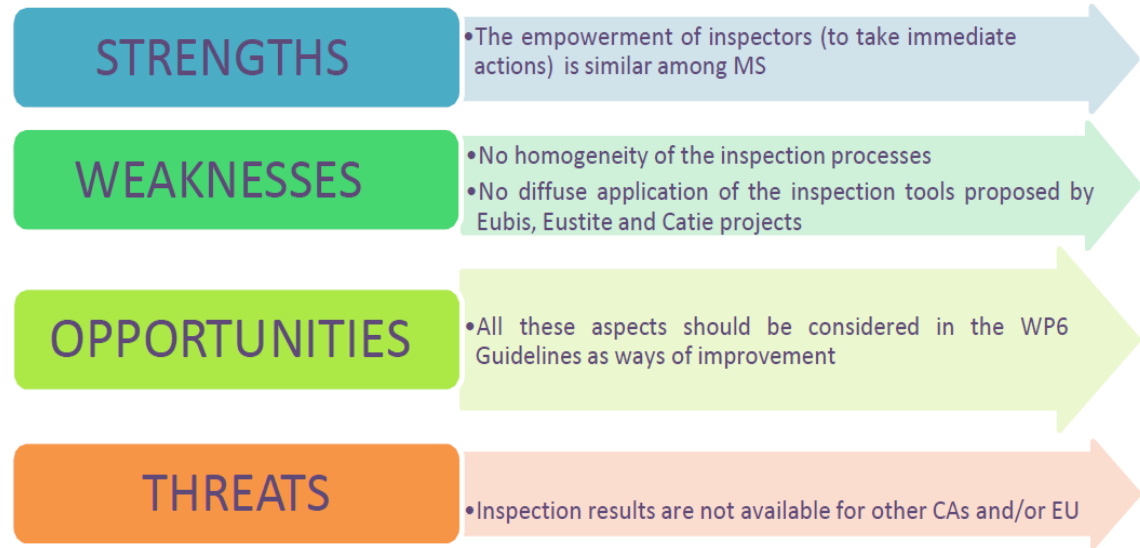 STRENGTHS
•The empowerment of inspectors (to take immediate
actions) is similar among MS
WEAKNESSES
•No homogeneity of the inspection processes
•No diffuse application of the inspection tools proposed by
Eubis, Eustite and Catie projects
OPPORTUNITIES
•All these aspects should be considered in the WP6
Guidelines as ways of improvement
THREATS
•Inspection results are not available for other CAs and/or EU